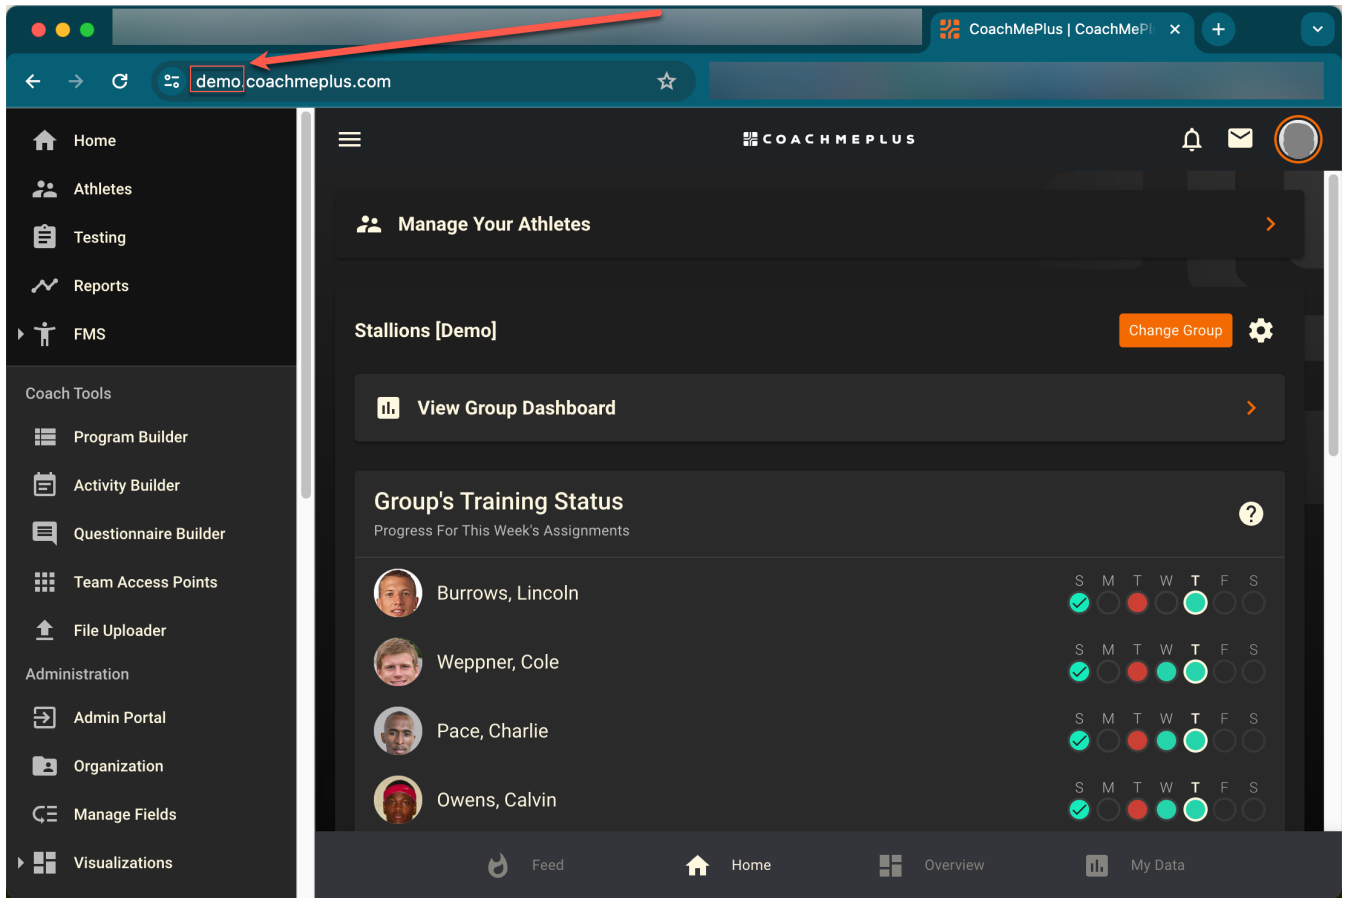 CoachMePlus | CoachMePl
demo.coachmeplus.com
Home
Athletes
Testing
Reports
FMS
Coach Tools
Program Builder
Activity Builder
Questionnaire Builder
Team Access Points
File Uploader
Administration
Admin Portal
Organization
Manage Fields
Visualizations
COACHMEPLUS
Manage Your Athletes
Stallions [Demo]
Change Group
View Group Dashboard
Group's Training Status
Progress For This Week's Assignments
Burrows, Lincoln
S M T W T F S
Weppner, Cole
S M T W T F S
Pace, Charlie
S M T W T F S
Owens, Calvin
S M T W T F S
Feed
Home
Overview
My Data